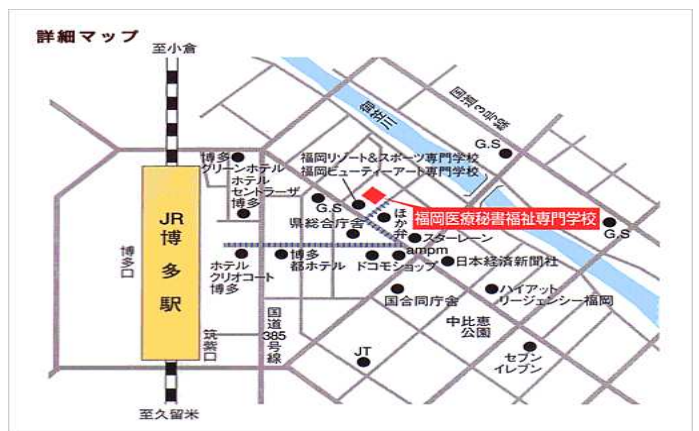 詳細マップ
至小倉
国道3号線
御笠川
G.S
博多
グリーンホテル
ホテル
セントラーザ
博多
福岡リゾート&スポーツ専門学校
福岡ビューティーアート専門学校
G.S
県総合庁舎
ほか弁
福岡医療秘書福祉専門学校
G.S
スターレーン
ampm
JR
博多駅
博多口
ホテル
クリオコート
博多
博多
都ホテル
ドコモショップ
日本経済新聞社
国合同庁舎
ハイアット
リージェンシー福岡
中比恵
公園
筑紫口
国道
385
号線
JT
セブン
イレブン
至久留米